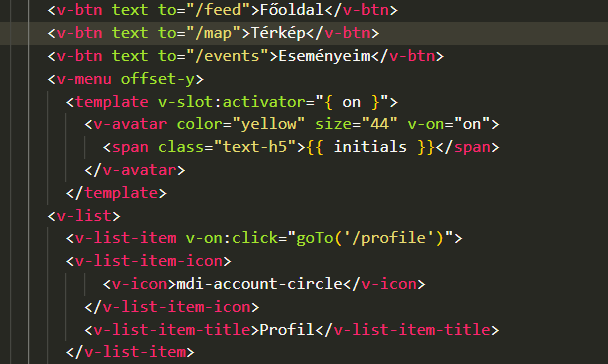 <v-btn text to="/feed">Főoldal</v-btn>
<v-btn text to="/map">Térkép</v-btn>
<v-btn text to="/events">Eseményeim</v-btn>
<v-menu offset-y>
<template v-slot:activator="{ on }">
<v-avatar color="yellow" size="44" v-on="on">
<span class="text-h5">{{ initials }}</span>
</v-avatar>
</template>
<v-list>
<v-list-item v-on:click="goTo('/profile')">
<v-list-item-icon>
<v-icon>mdi-account-circle</v-icon>
</v-list-item-icon>
<v-list-item-title>Profil</v-list-item-title>
</v-list-item>